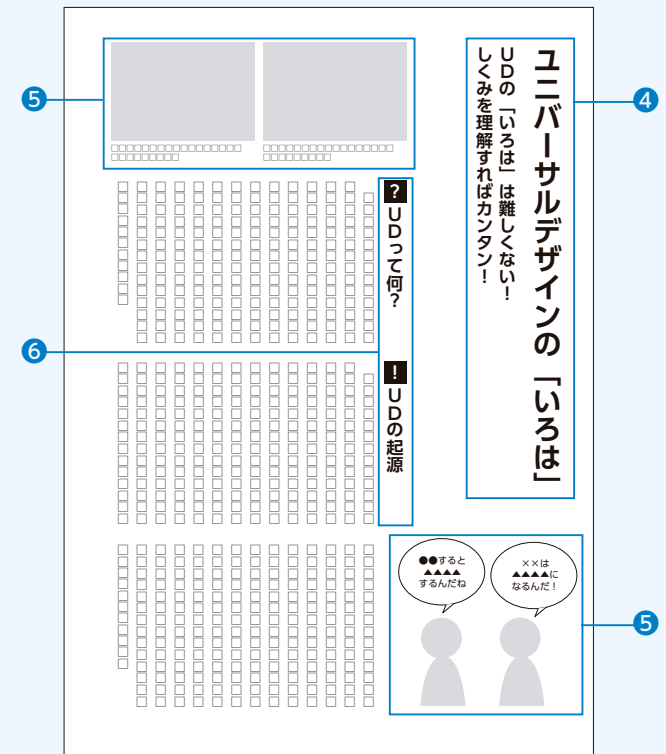 ユニバーサルデザインの「いろは」
UDの「いろは」は難しくない！
しくみを理解すればカンタン！
4
5
? UDって何？
! UDの起源
6
××は
▲▲▲▲に
なるんだ！
●●すると
▲▲▲▲
するんだね
5